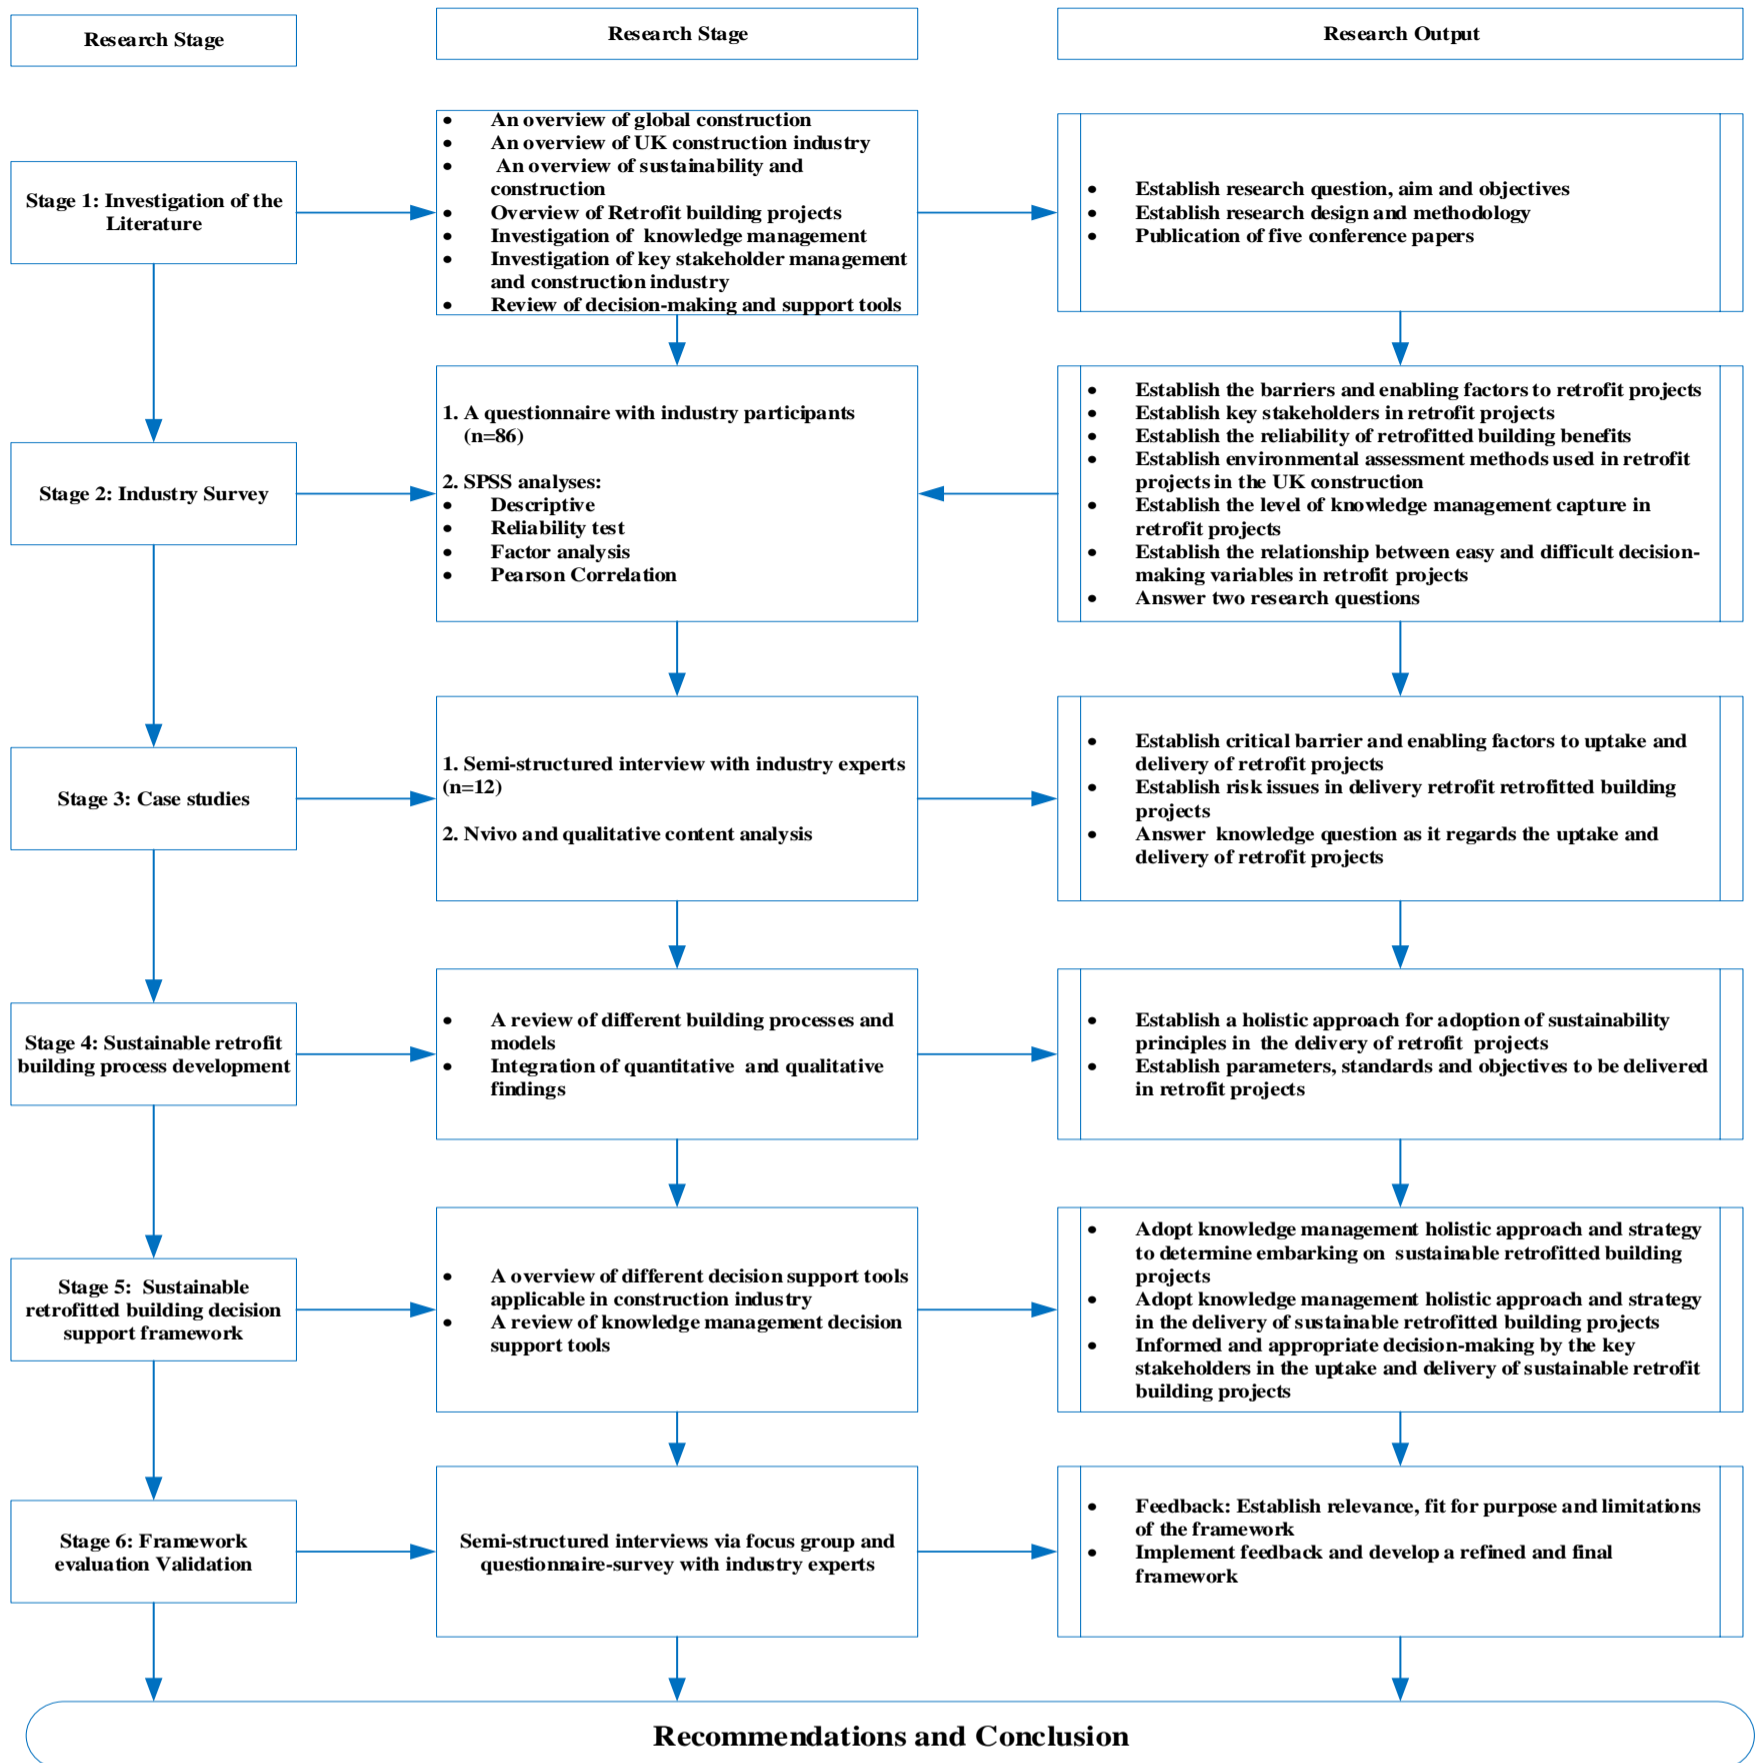 Research Stage
Research Stage
Research Output
Stage 1: Investigation of the
Literature
• An overview of global construction
• An overview of UK construction industry
• An overview of sustainability and
construction
• Overview of Retrofit building projects
• Investigation of knowledge management
• Investigation of key stakeholder management
and construction industry
• Review of decision-making and support tools
• Establish research question, aim and objectives
• Establish research design and methodology
• Publication of five conference papers
Stage 2: Industry Survey
1. A questionnaire with industry participants
(n=86)
2. SPSS analyses:
• Descriptive
• Reliability test
• Factor analysis
• Pearson Correlation
• Establish the barriers and enabling factors to retrofit projects
• Establish key stakeholders in retrofit projects
• Establish the reliability of retrofitted building benefits
• Establish environmental assessment methods used in retrofit
projects in the UK construction
• Establish the level of knowledge management capture in
retrofit projects
• Establish the relationship between easy and difficult decision-
making variables in retrofit projects
• Answer two research questions
Stage 3: Case studies
1. Semi-structured interview with industry experts
(n=12)
2. Nvivo and qualitative content analysis
• Establish critical barrier and enabling factors to uptake and
delivery of retrofit projects
• Establish risk issues in delivery retrofit retrofitted building
projects
• Answer knowledge question as it regards the uptake and
delivery of retrofit projects
Stage 4: Sustainable retrofit
building process development
• A review of different building processes and
models
• Integration of quantitative and qualitative
findings
• Establish a holistic approach for adoption of sustainability
principles in the delivery of retrofit projects
• Establish parameters, standards and objectives to be delivered
in retrofit projects
Stage 5: Sustainable
retrofitted building decision
support framework
• A overview of different decision support tools
applicable in construction industry
• A review of knowledge management decision
support tools
• Adopt knowledge management holistic approach and strategy
to determine embarking on sustainable retrofitted building
projects
• Adopt knowledge management holistic approach and strategy
in the delivery of sustainable retrofitted building projects
• Informed and appropriate decision-making by the key
stakeholders in the uptake and delivery of sustainable retrofit
building projects
Stage 6: Framework
evaluation Validation
Semi-structured interviews via focus group and
questionnaire-survey with industry experts
• Feedback: Establish relevance, fit for purpose and limitations
of the framework
• Implement feedback and develop a refined and final
framework
Recommendations and Conclusion